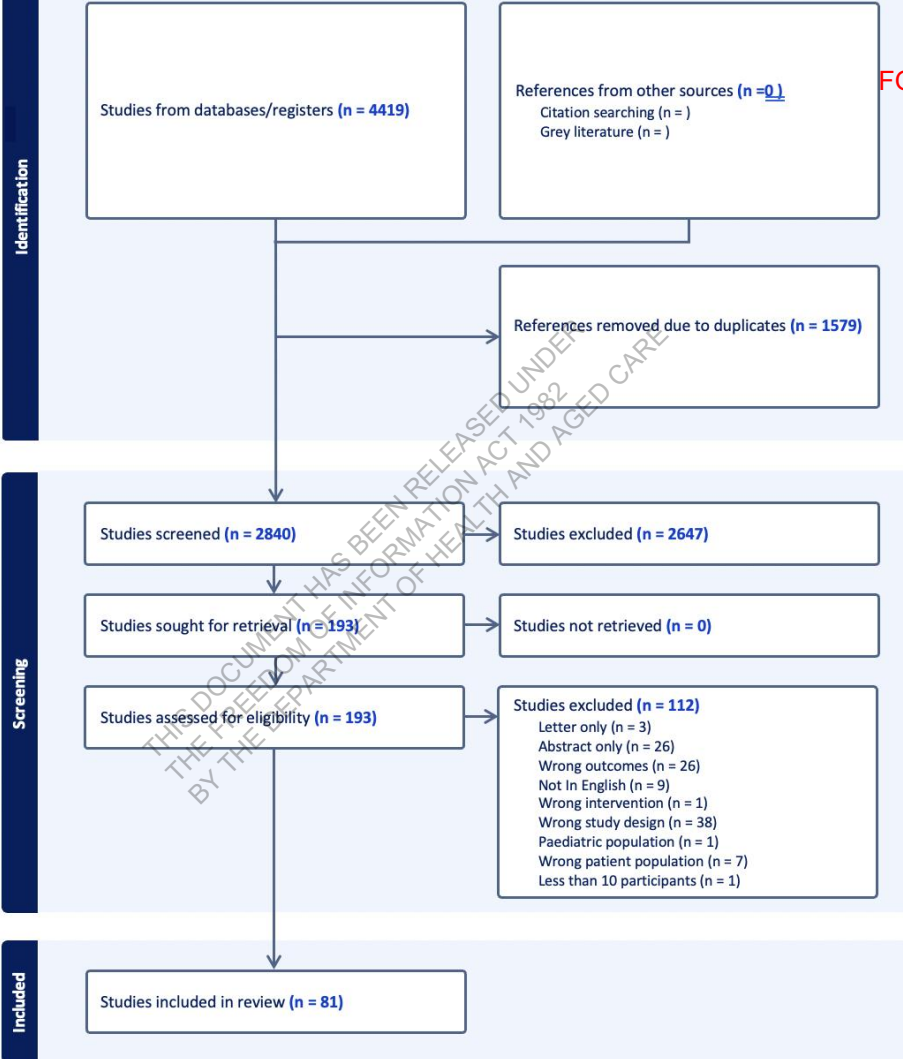 Identification
Studies from databases/registers (n = 4419)
References from other sources (n =0 )
Citation searching (n = )
Grey literature (n = )
FO
References removed due to duplicates (n = 1579)
Screening
Studies screened (n = 2840)
Studies excluded (n = 2647)
Studies sought for retrieval (n = 193)
Studies not retrieved (n = 0)
Studies assessed for eligibility (n = 193)
Studies excluded (n = 112)
Letter only (n = 3)
Abstract only (n = 26)
Wrong outcomes (n = 26)
Not In English (n = 9)
Wrong intervention (n = 1)
Wrong study design (n = 38)
Paediatric population (n = 1)
Wrong patient population (n = 7)
Less than 10 participants (n = 1)
THIS DOCUMENT HAS BEEN RELEASED UNDER
THE FREEDOM OF INFORMATION ACT 1982
BY THE DEPARTMENT OF HEALTH AND AGED CARE
Included
Studies included in review (n = 81)